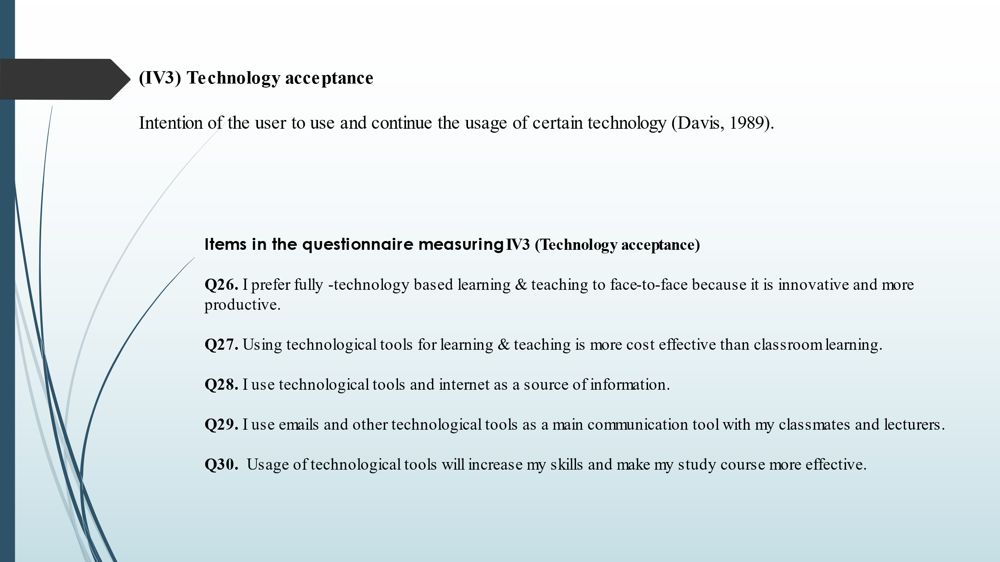 (IV3) Technology acceptance
Intention of the user to use and continue the usage of certain technology (Davis, 1989).
Items in the questionnaire measuring IV3 (Technology acceptance)
Q26. I prefer fully -technology based learning & teaching to face-to-face because it is innovative and more
productive.
Q27. Using technological tools for learning & teaching is more cost effective than classroom learning.
Q28. I use technological tools and internet as a source of information.
Q29. I use emails and other technological tools as a main communication tool with my classmates and lecturers.
Q30.  Usage of technological tools will increase my skills and make my study course more effective.